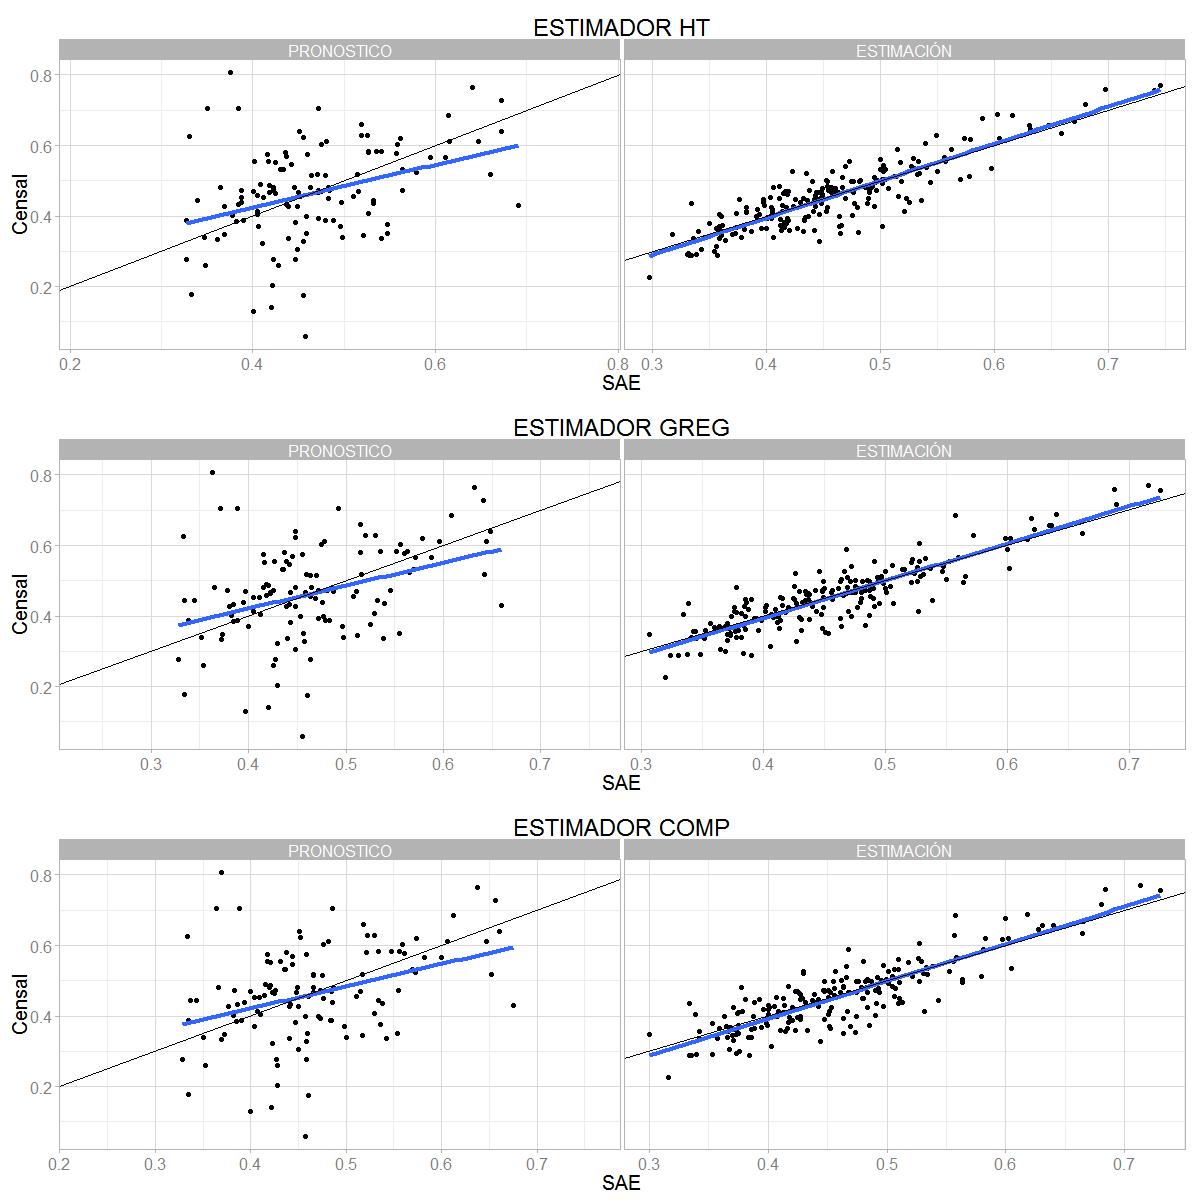 ESTIMADOR HT
PRONOSTICO ESTIMACIÓN
Censal
0.8
0.6
0.4
0.2
0.2 0.4 0.6 0.8 0.3 0.4 0.5 0.6 0.7
SAE
ESTIMADOR GREG
PRONOSTICO ESTIMACIÓN
Censal
0.8
0.6
0.4
0.2
0.3 0.4 0.5 0.6 0.7 0.3 0.4 0.5 0.6 0.7
SAE
ESTIMADOR COMP
PRONOSTICO ESTIMACIÓN
Censal
0.8
0.6
0.4
0.2
0.2 0.3 0.4 0.5 0.6 0.7 0.3 0.4 0.5 0.6 0.7
SAE